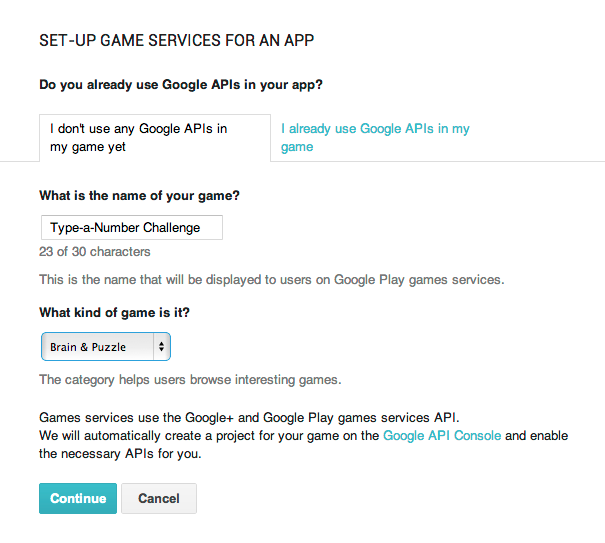 SET-UP GAME SERVICES FOR AN APP
Do you already use Google APIs in your app?
I don't use any Google APIs in
my game yet
I already use Google APIs in my
game
What is the name of your game?
Type-a-Number Challenge
23 of 30 characters
This is the name that will be displayed to users on Google Play games services.
What kind of game is it?
Brain & Puzzle
The category helps users browse interesting games.
Games services use the Google+ and Google Play games services API.
We will automatically create a project for your game on the Google API Console and enable
the necessary APIs for you.
Continue
Cancel